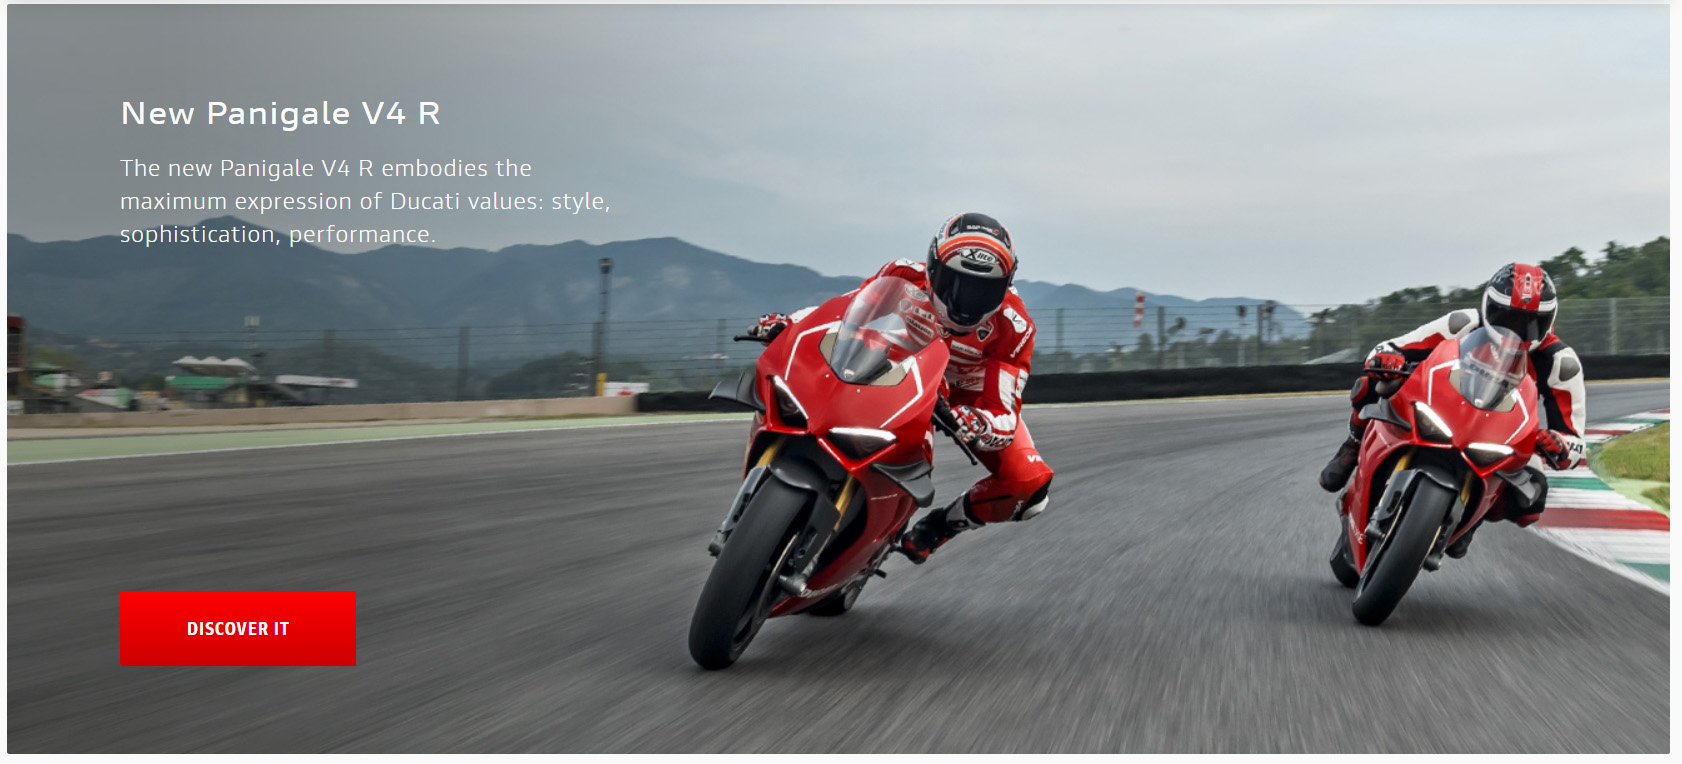 New Panigale V4 R
The new Panigale V4 R embodies the
maximum expression of Ducati values: style,
sophistication, performance.
X-lite
DISCOVER IT